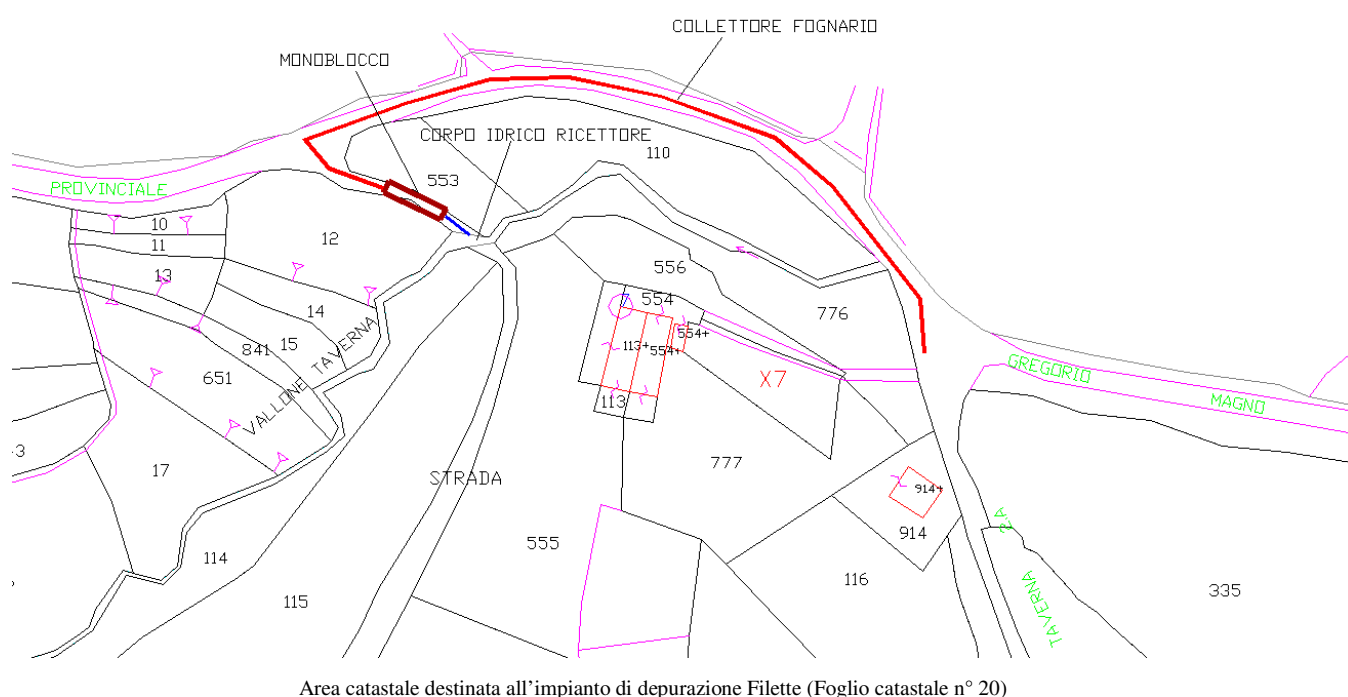 COLLETTORE FOGNARIO
MONOBLOCCO
CORPO IDRICO RICETTORE
110
553
PROVINCIALE
10
11
12
13
14
15
841
651
VALLONE TAVERNA
17
114
115
STRADA
555
556
554
7
554+
113+
554+
113
776
X7
777
GREGORIO
MAGNO
914+
914
116
TAVERNA
335
Area catastale destinata all'impianto di depurazione Filette (Foglio catastale n° 20)